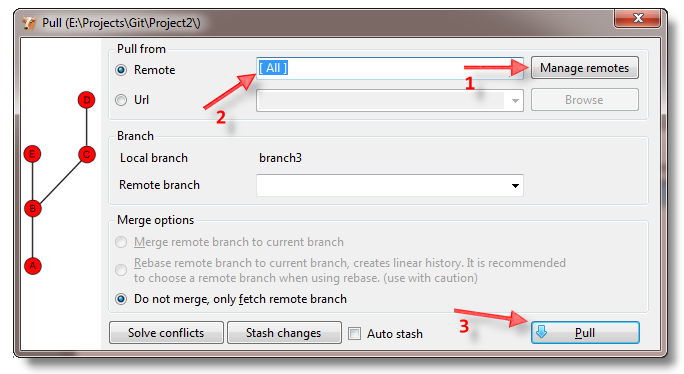 Pull (E:\Projects\Git\Project2\)
Pull from
Remote
[ All ]
1
Manage remotes
2
Url
Browse
D
E
C
B
A
Branch
Local branch
branch3
Remote branch
Merge options
Merge remote branch to current branch
Rebase remote branch to current branch, creates linear history. It is recommended
to choose a remote branch when using rebase. (use with caution)
Do not merge, only fetch remote branch
3
Solve conflicts
Stash changes
Auto stash
Pull